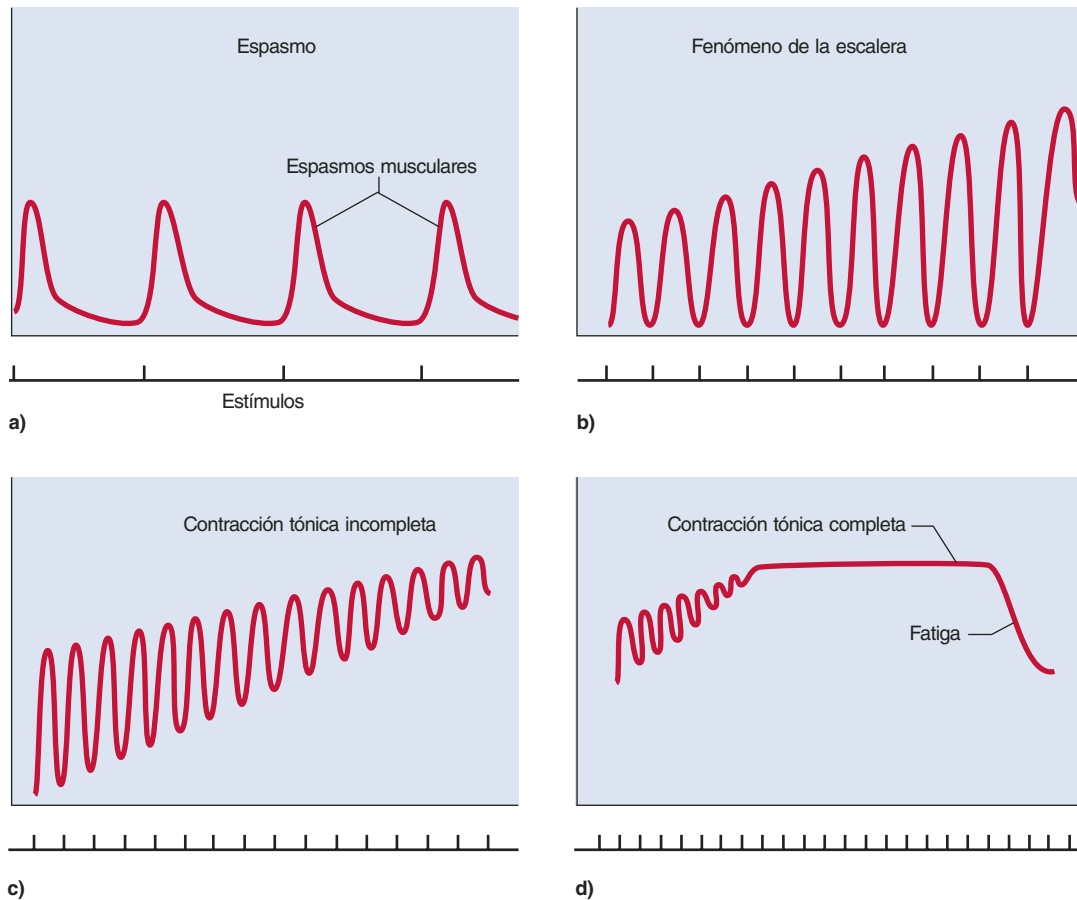 Espasmo
Espasmos musculares
Estímulos
a)
Fenómeno de la escalera
b)
Contracción tónica incompleta
c)
Contracción tónica completa
Fatiga
d)